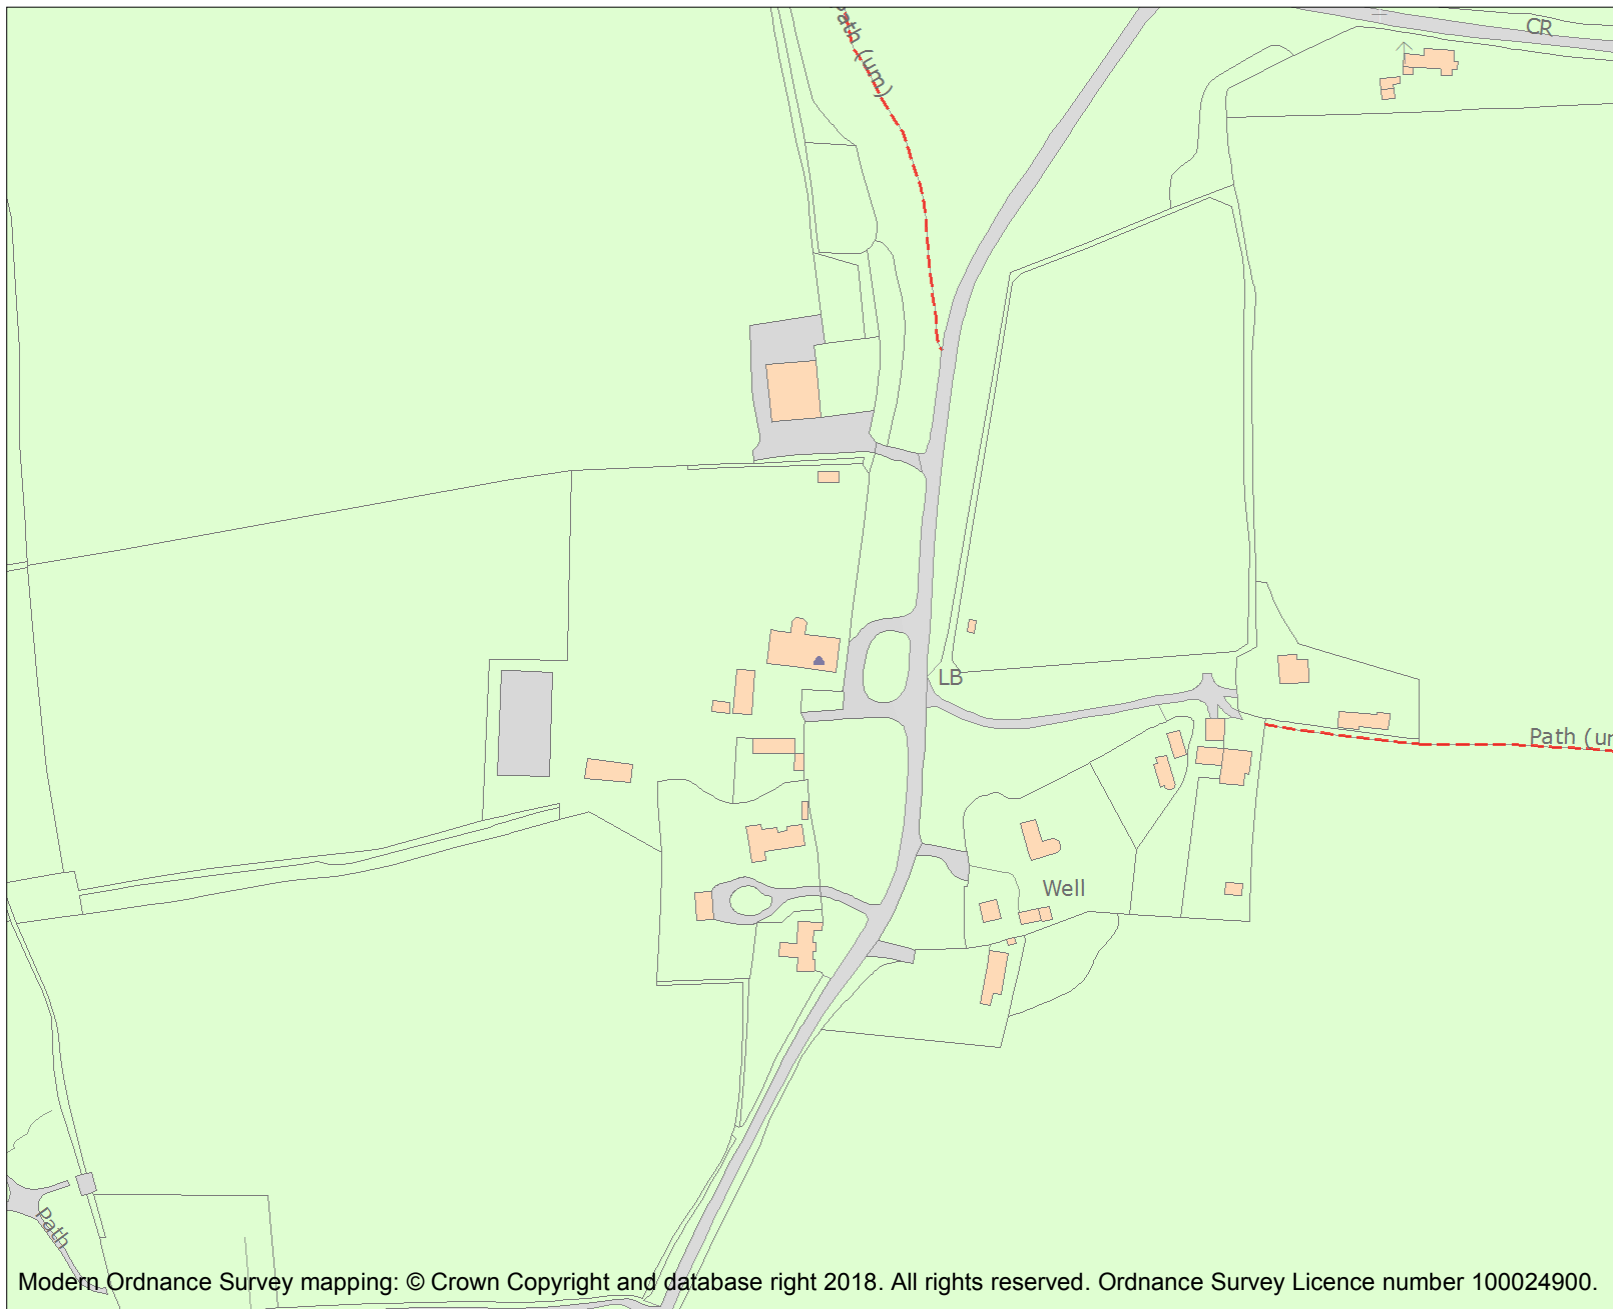 Path (um)
CR
LB
Path (ur
Well
Path
Modern Ordnance Survey mapping: © Crown Copyright and database right 2018. All rights reserved. Ordnance Survey Licence number 100024900.